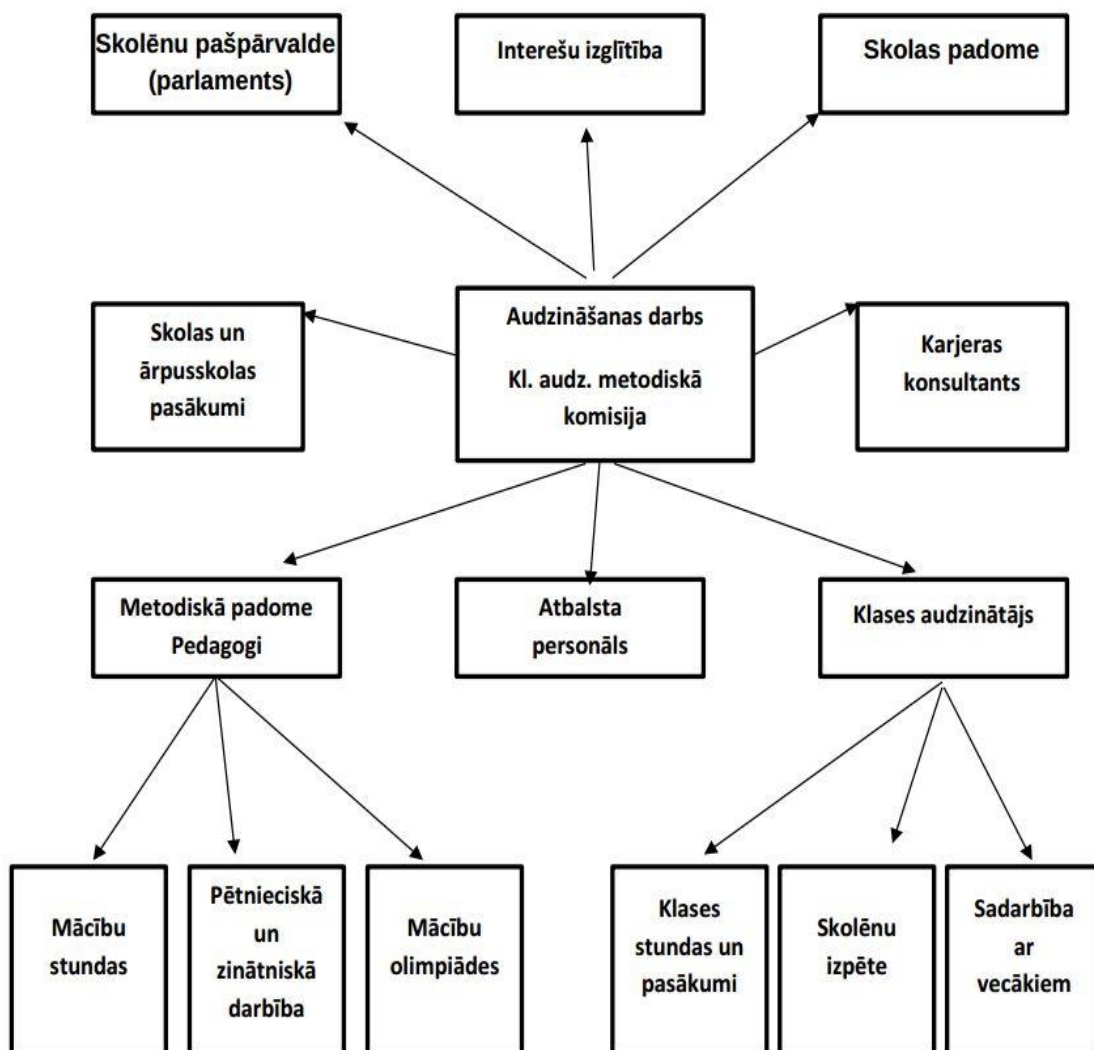 Skolēnu pašpārvalde
(parlaments)
Interešu izglītība
Skolas padome
Skolas un
ārpusskolas
pasākumi
Audzināšanas darbs
Kl. audz. metodiskā
komisija
Karjeras
konsultants
Metodiskā padome
Pedagogi
Atbalsta
personāls
Klases audzinātājs
Mācību
stundas
Pētnieciskā
un
zinātniskā
darbība
Mācību
olimpiādes
Klases
stundas un
pasākumi
Skolēnu
izpēte
Sadarbība
ar
vecākiem